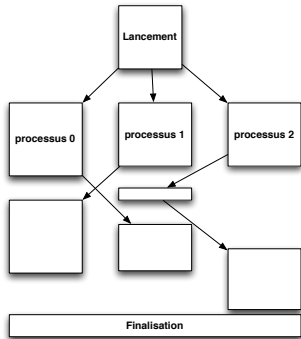 Lancement
processus 0
processus 1
processus 2
Finalisation